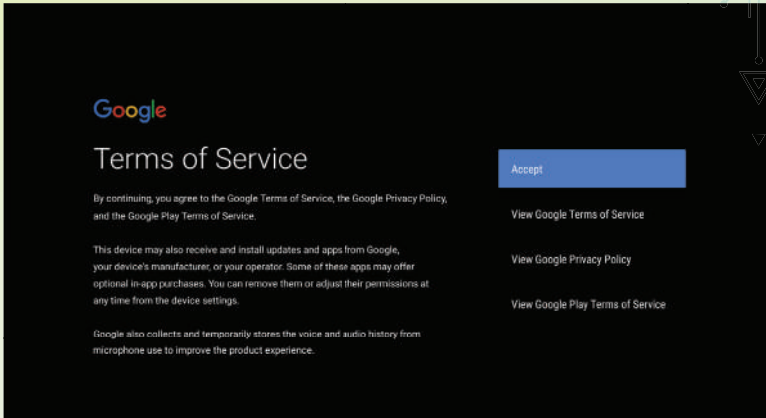 Google
Terms of Service
By continuing, you agree to the Google Terms of Service, the Google Privacy Policy,
and the Google Play Terms of Service.
This device may also receive and install updates and apps from Google,
your device's manufacturer, or your operator. Some of these apps may offer
optional in-app purchases. You can remove them or adjust their permissions at
any time from the device settings.
Google also collects and temporarily stores the voice and audio history from
microphone use to improve the product experience.
Accept
View Google Terms of Service
View Google Privacy Policy
View Google Play Terms of Service